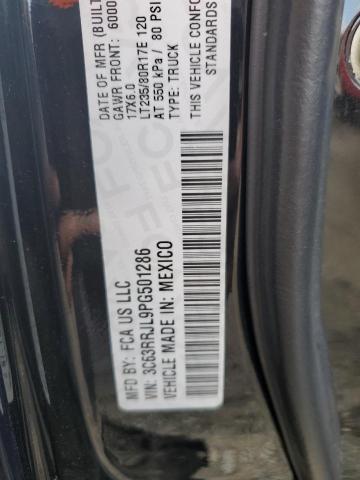 DATE OF MFR (BUILT
GAWR FRONT: 6000
17X6.0
LT235/80R17E 120
AT 550 kPa / 80 PSI
TYPE: TRUCK
THIS VEHICLE CONFO
STANDARDS
MFD BY: FCA US LLC
VIN: 3C63RRJL9PG501286
VEHICLE MADE IN: MEXICO